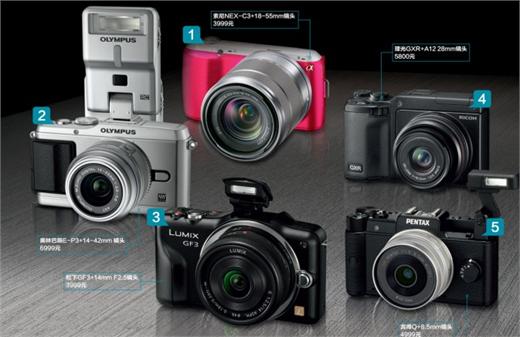 索尼NEX-C3+18-55mm镜头
3999元
1
α
OLYMPUS
理光GXR+A12 28mm镜头
5800元
4
RICOH
GXR
2
OLYMPUS
奥林巴斯E-P3+14-42mm 镜头
6999元
3
LUMIX
GF3
LUMIX
松下GF3+14mm F2.5镜头
3999元
5
PENTAX
Q
宾得Q+8.5mm镜头
4999元